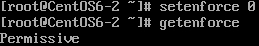 [root@CentOS6-2 ~]# setenforce 0
[root@CentOS6-2 ~]# getenforce
Permissive